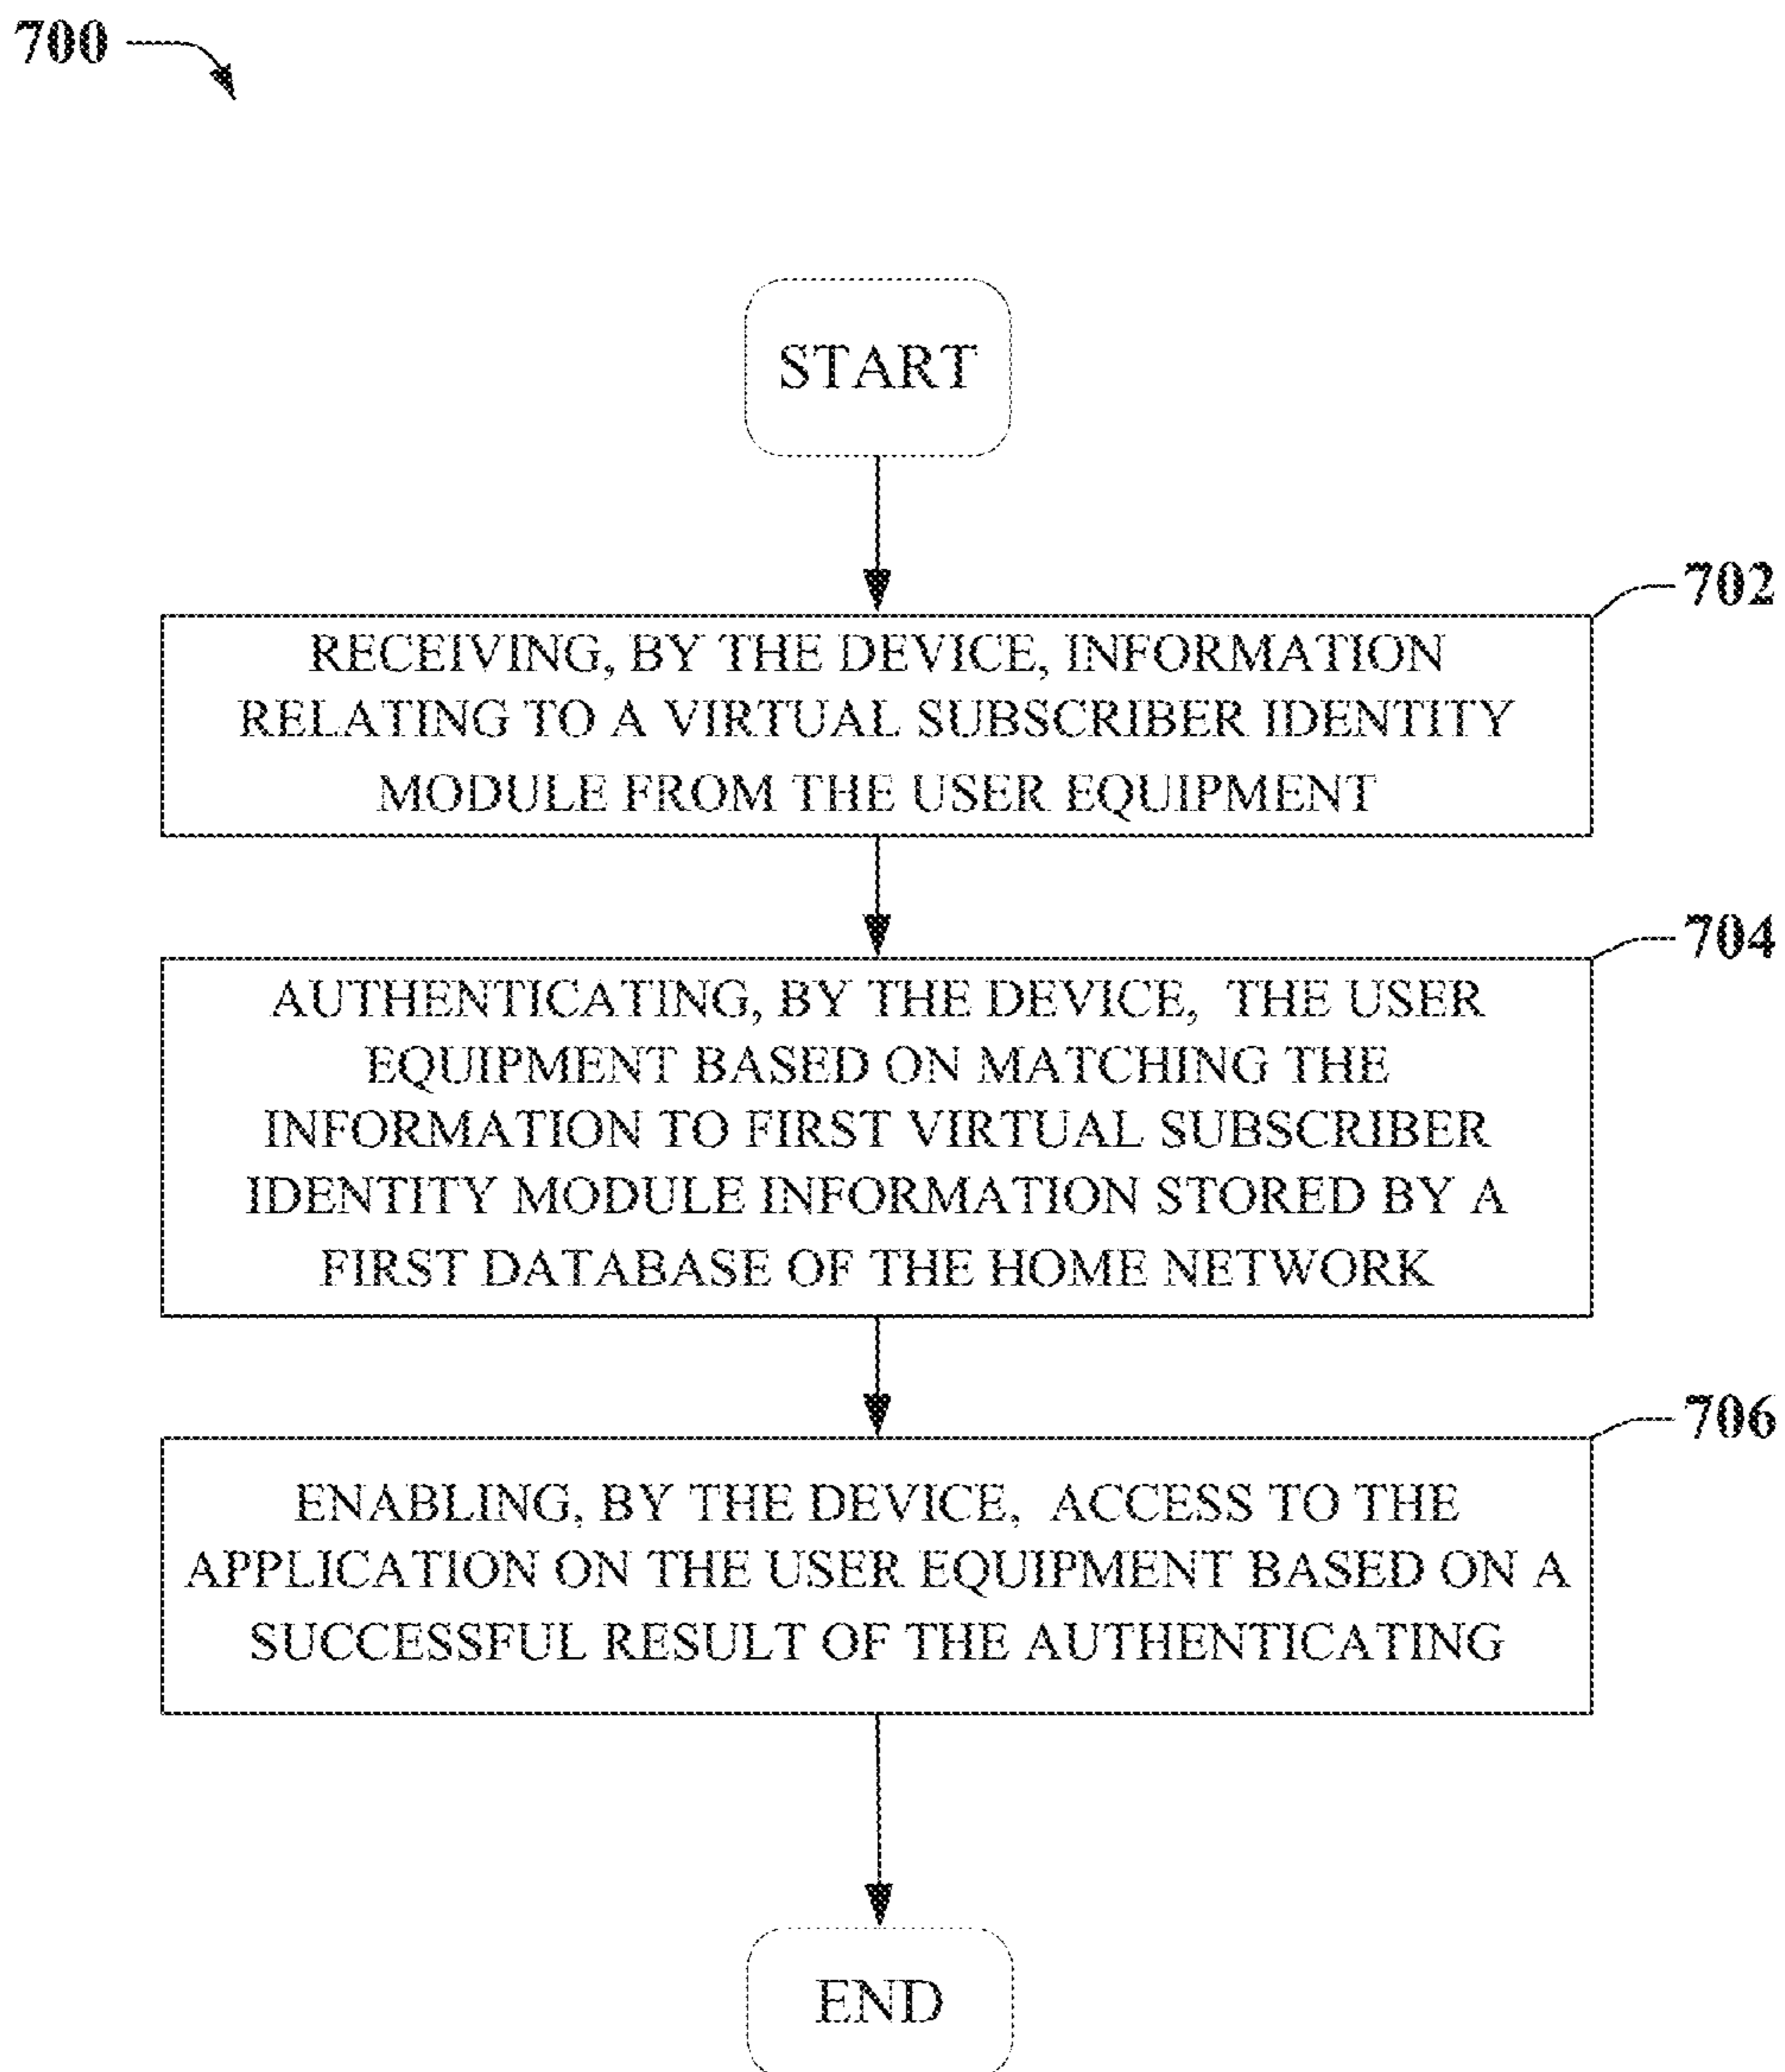 700
START
702
RECEIVING, BY THE DEVICE, INFORMATION
RELATING TO A VIRTUAL SUBSCRIBER IDENTITY
MODULE FROM THE USER EQUIPMENT
704
AUTHENTICATING, BY THE DEVICE, THE USER
EQUIPMENT BASED ON MATCHING THE
INFORMATION TO FIRST VIRTUAL SUBSCRIBER
IDENTITY MODULE INFORMATION STORED BY A
FIRST DATABASE OF THE HOME NETWORK
706
ENABLING, BY THE DEVICE, ACCESS TO THE
APPLICATION ON THE USER EQUIPMENT BASED ON A
SUCCESSFUL RESULT OF THE AUTHENTICATING
END